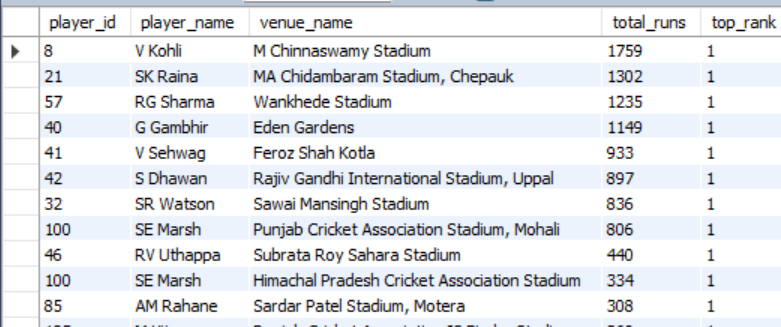 player_id player_name venue_name total_runs top_rank
8 V Kohli M Chinnaswamy Stadium 1759 1
21 SK Raina MA Chidambaram Stadium, Chepauk 1302 1
57 RG Sharma Wankhede Stadium 1235 1
40 G Gambhir Eden Gardens 1149 1
41 V Sehwag Feroz Shah Kotla 933 1
42 S Dhawan Rajiv Gandhi International Stadium, Uppal 897 1
32 SR Watson Sawai Mansingh Stadium 836 1
100 SE Marsh Punjab Cricket Association Stadium, Mohali 806 1
46 RV Uthappa Subrata Roy Sahara Stadium 440 1
100 SE Marsh Himachal Pradesh Cricket Association Stadium 334 1
85 AM Rahane Sardar Patel Stadium, Motera 308 1